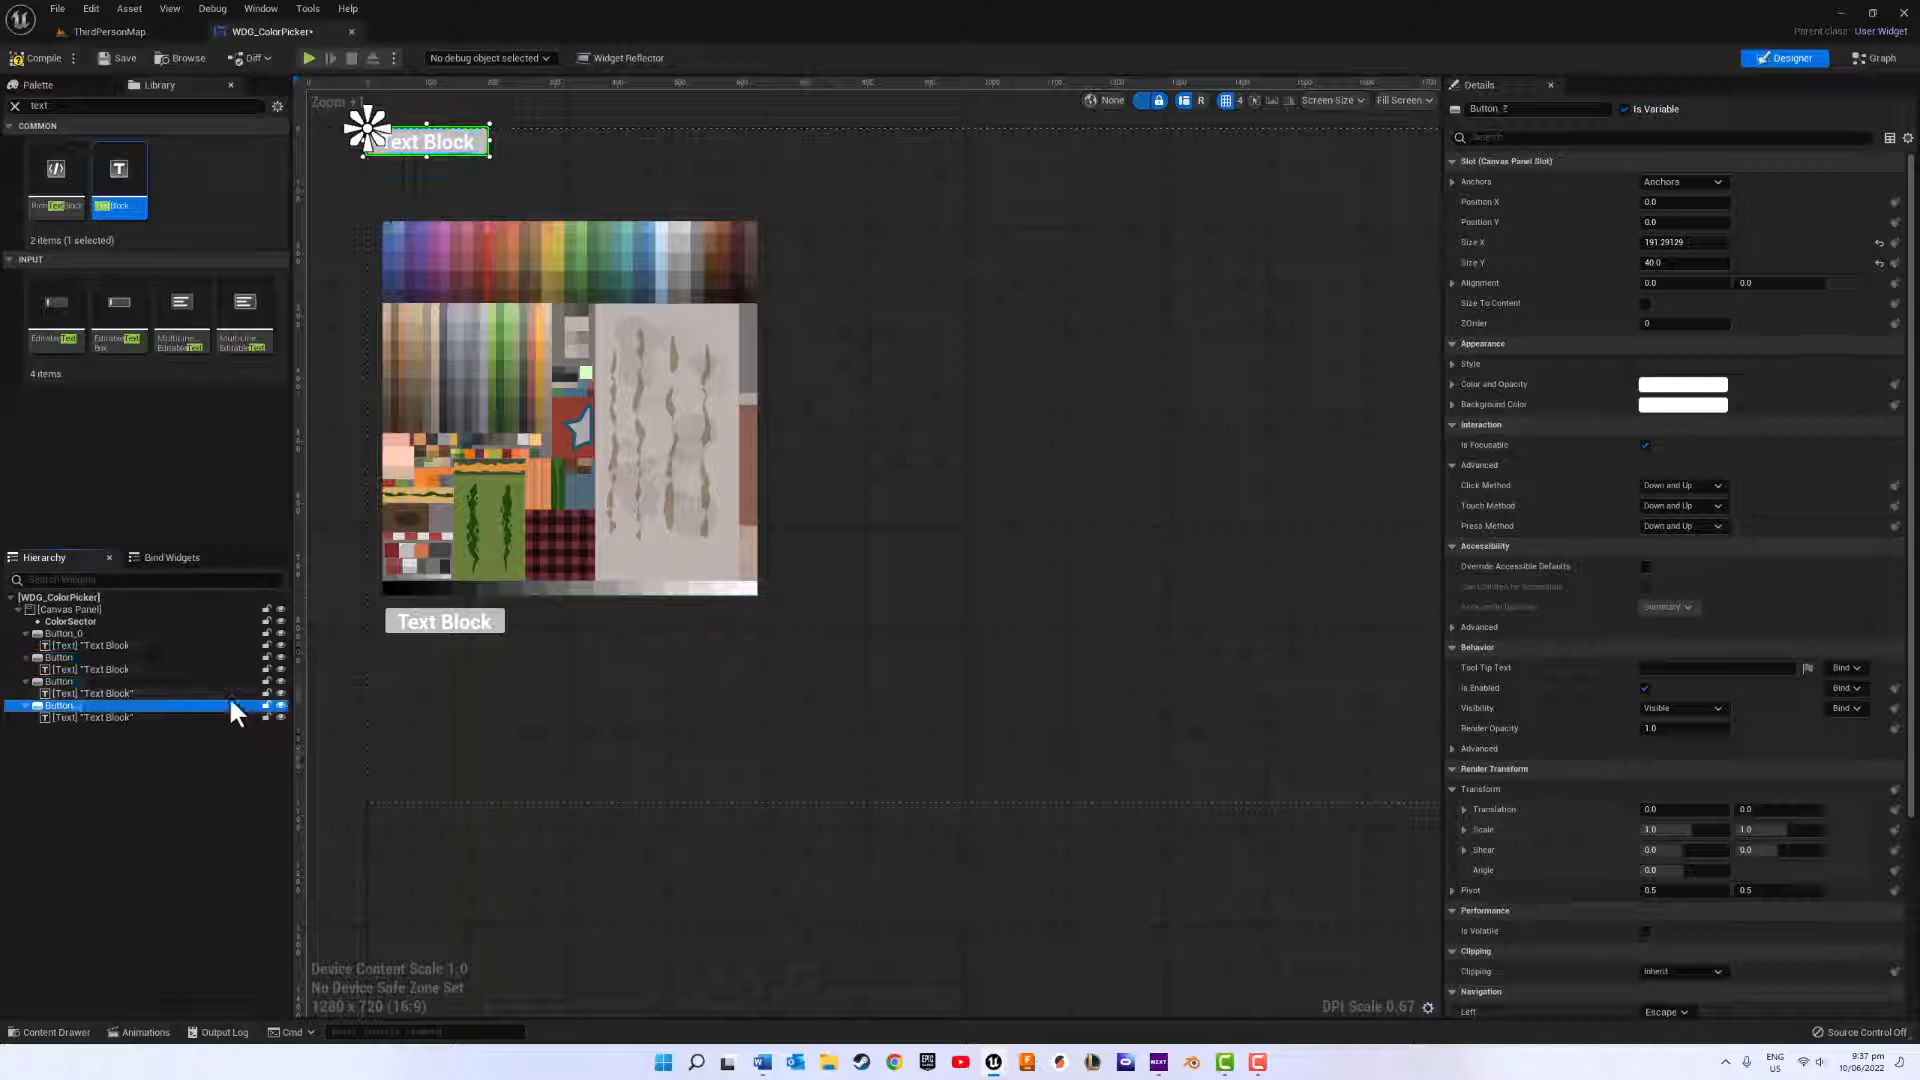 File Edit Asset View Debug Window Tools Help
ThirdPersonMap WDG_ColorPicker•
Parent class: User Widget
Compile Save Browse Diff No debug object selected Widget Reflector Designer Graph
Palette Library
text
COMMON
2 items (1 selected)
INPUT
4 items
Hierarchy Bind Widgets
Search Widgets
[WDG_ColorPicker]
[Canvas Panel]
ColorSector
Button_0
[Text] "Text Block
Button
[Text] "Text Block
Button
[Text] "Text Block"
Button
[Text] "Text Block"
Zoom +1
None R 4 Screen Size Fill Screen
Text Block
Text Block
Device Content Scale 1.0
No Device Safe Zone Set
1280 x 720 (16:9)
DPI Scale 0.67
Details
Is Variable
Search
Slot (Canvas Panel Slot)
Anchors Anchors
Position X 0.0
Position Y 0.0
Size X 191.29129
Size Y 40.0
Alignment 0.0 0.0
Size To Content
ZOrder 0
Appearance
Style
Color and Opacity
Background Color
Interaction
Is Focusable
Advanced
Click Method Down and Up
Touch Method Down and Up
Press Method Down and Up
Accessibility
Override Accessible Defaults
Summary
Advanced
Behavior
Tool Tip Text Bind
Is Enabled Bind
Visibility Visible Bind
Render Opacity 1.0
Advanced
Render Transform
Transform
Translation 0.0 0.0
Scale 1.0 1.0
Shear 0.0 0.0
Angle 0.0
Pivot 0.5 0.5
Performance
Is Volatile
Clipping
Clipping Inherit
Navigation
Left Escape
Content Drawer Animations Output Log Cmd Source Control Off
ENG
US
9:37 pm
10/06/2022